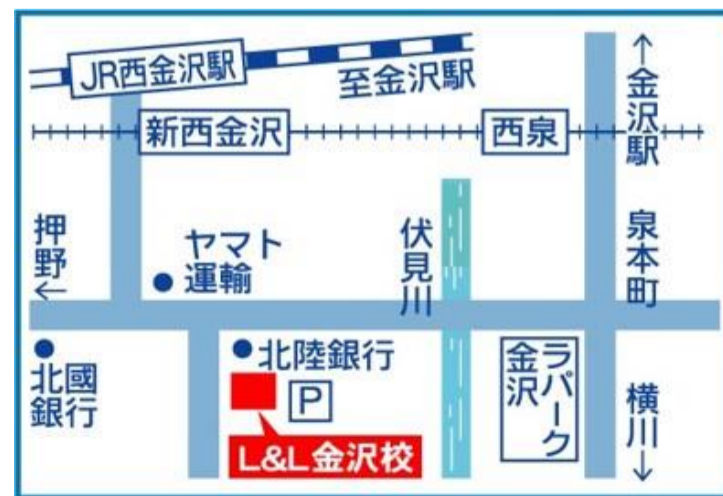 JR西金沢駅
至金沢駅
↑金沢駅
新西金沢
西泉
押野←
ヤマト
運輸
伏見川
泉本町
北國
銀行
北陸銀行
P
L&L金沢校
ラパーク
金沢
横川↓